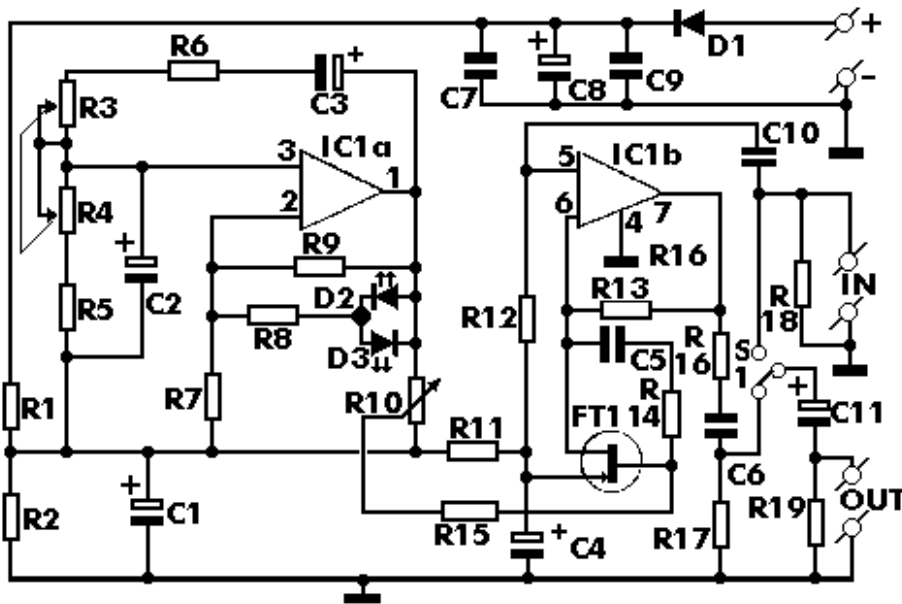 +
R6
D1
+
C3
+
C7
C8
C9
-
R3
C10
3
IC1a
1
5
IC1b
2
6
7
4
R4
+
R9
R16
IN
R5
C2
D2
R13
R12
R
18
R8
D3
C5
R
16
S
1
R1
R7
R10
R
14
+
C11
R11
FT1
+
C1
C6
OUT
R2
R15
+
C4
R17
R19